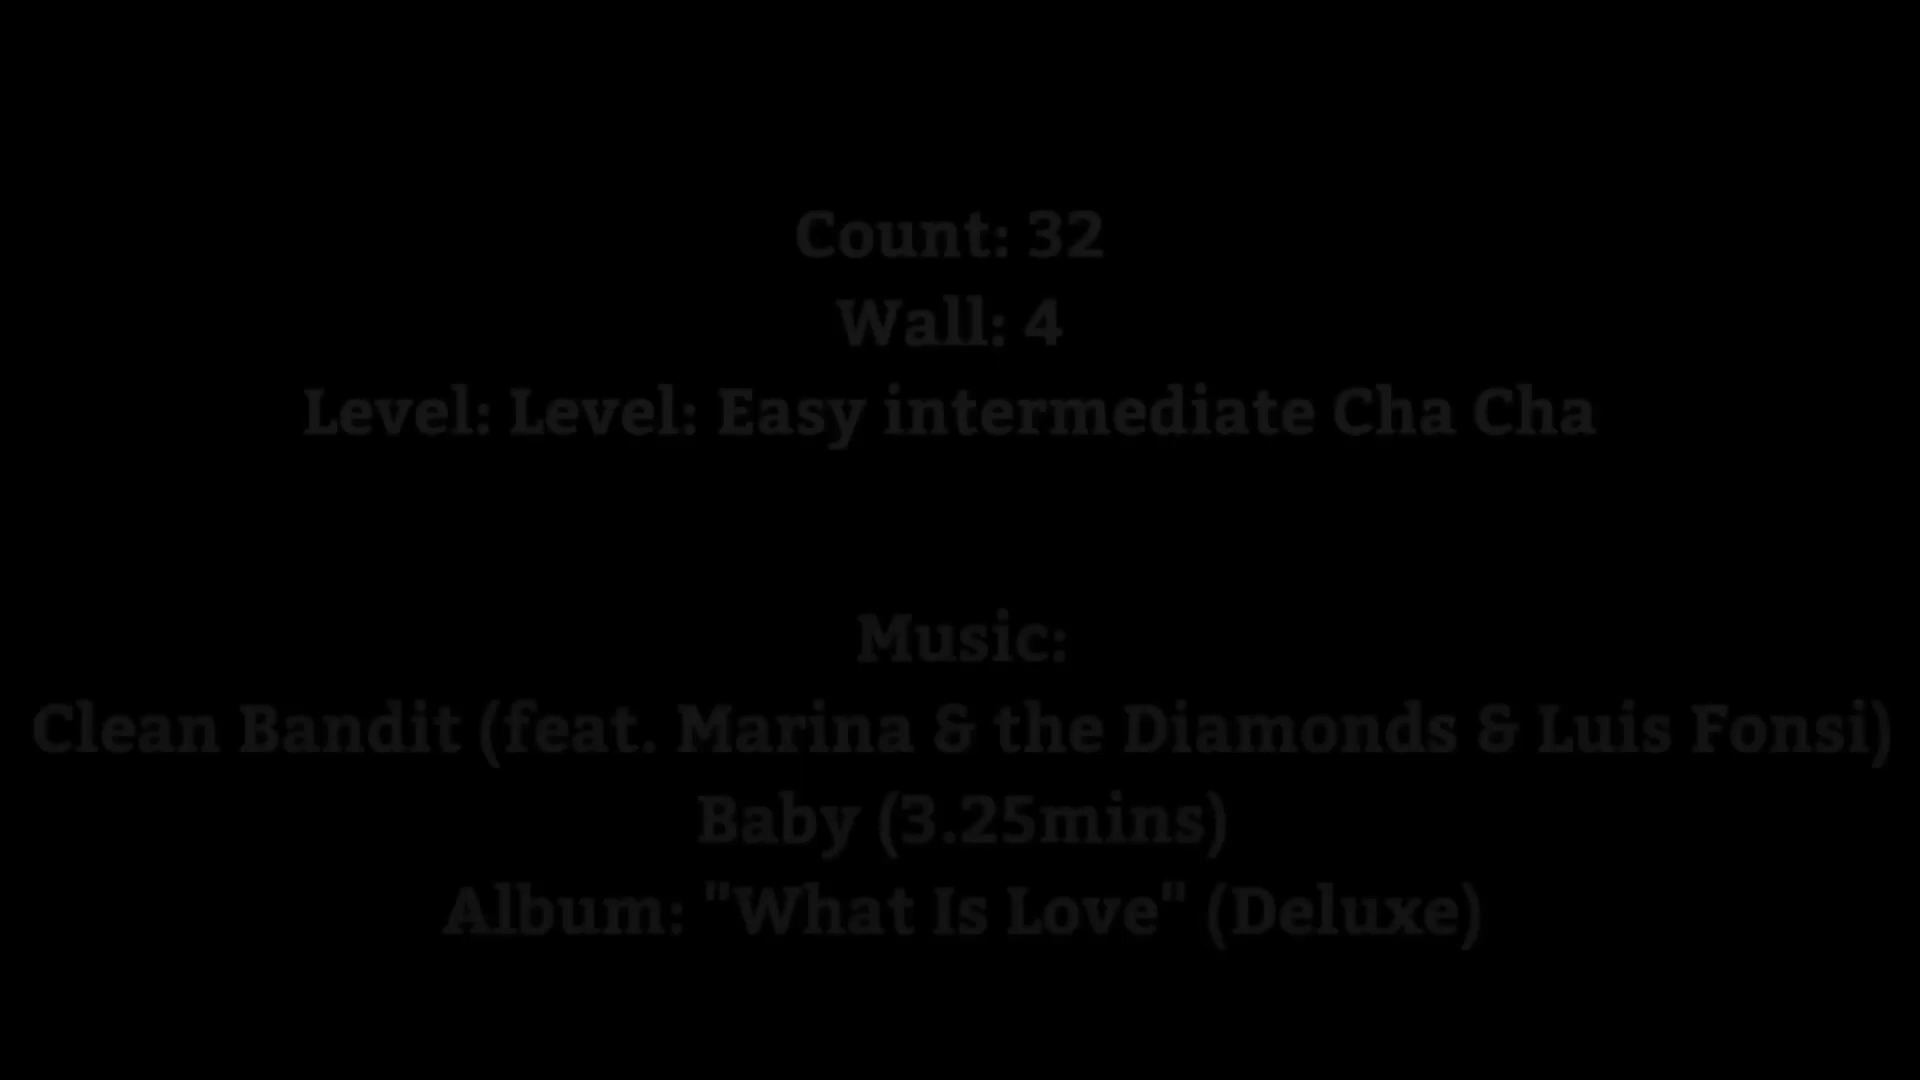 Count: 32
Wall: 4
Level: Level: Easy intermediate Cha Cha
Music:
Clean Bandit (feat. Marina & the Diamonds & Luis Fonsi)
Baby (3.25mins)
Album: "What Is Love" (Deluxe)